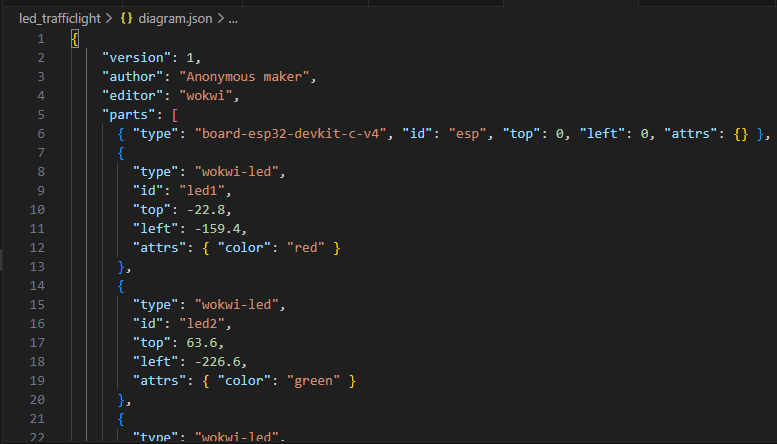 led_trafficlight > {} diagram.json > ...
1 {
2 "version": 1,
3 "author": "Anonymous maker",
4 "editor": "wokwi",
5 "parts": [
6 { "type": "board-esp32-devkit-c-v4", "id": "esp", "top": 0, "left": 0, "attrs": {} },
7 {
8 "type": "wokwi-led",
9 "id": "led1",
10 "top": -22.8,
11 "left": -159.4,
12 "attrs": { "color": "red" }
13 },
14 {
15 "type": "wokwi-led",
16 "id": "led2",
17 "top": 63.6,
18 "left": -226.6,
19 "attrs": { "color": "green" }
20 },
21 {
22 "type": "wokwi-led",